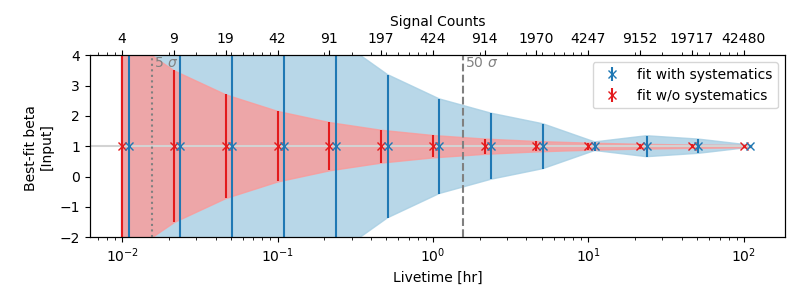 Signal Counts
4 9 19 42 91 197 424 914 1970 4247 9152 19717 42480
4
3
2
1
0
−1
−2
Best-fit beta
[Input]
5 σ
50 σ
fit with systematics
fit w/o systematics
10⁻² 10⁻¹ 10⁰ 10¹ 10²
Livetime [hr]